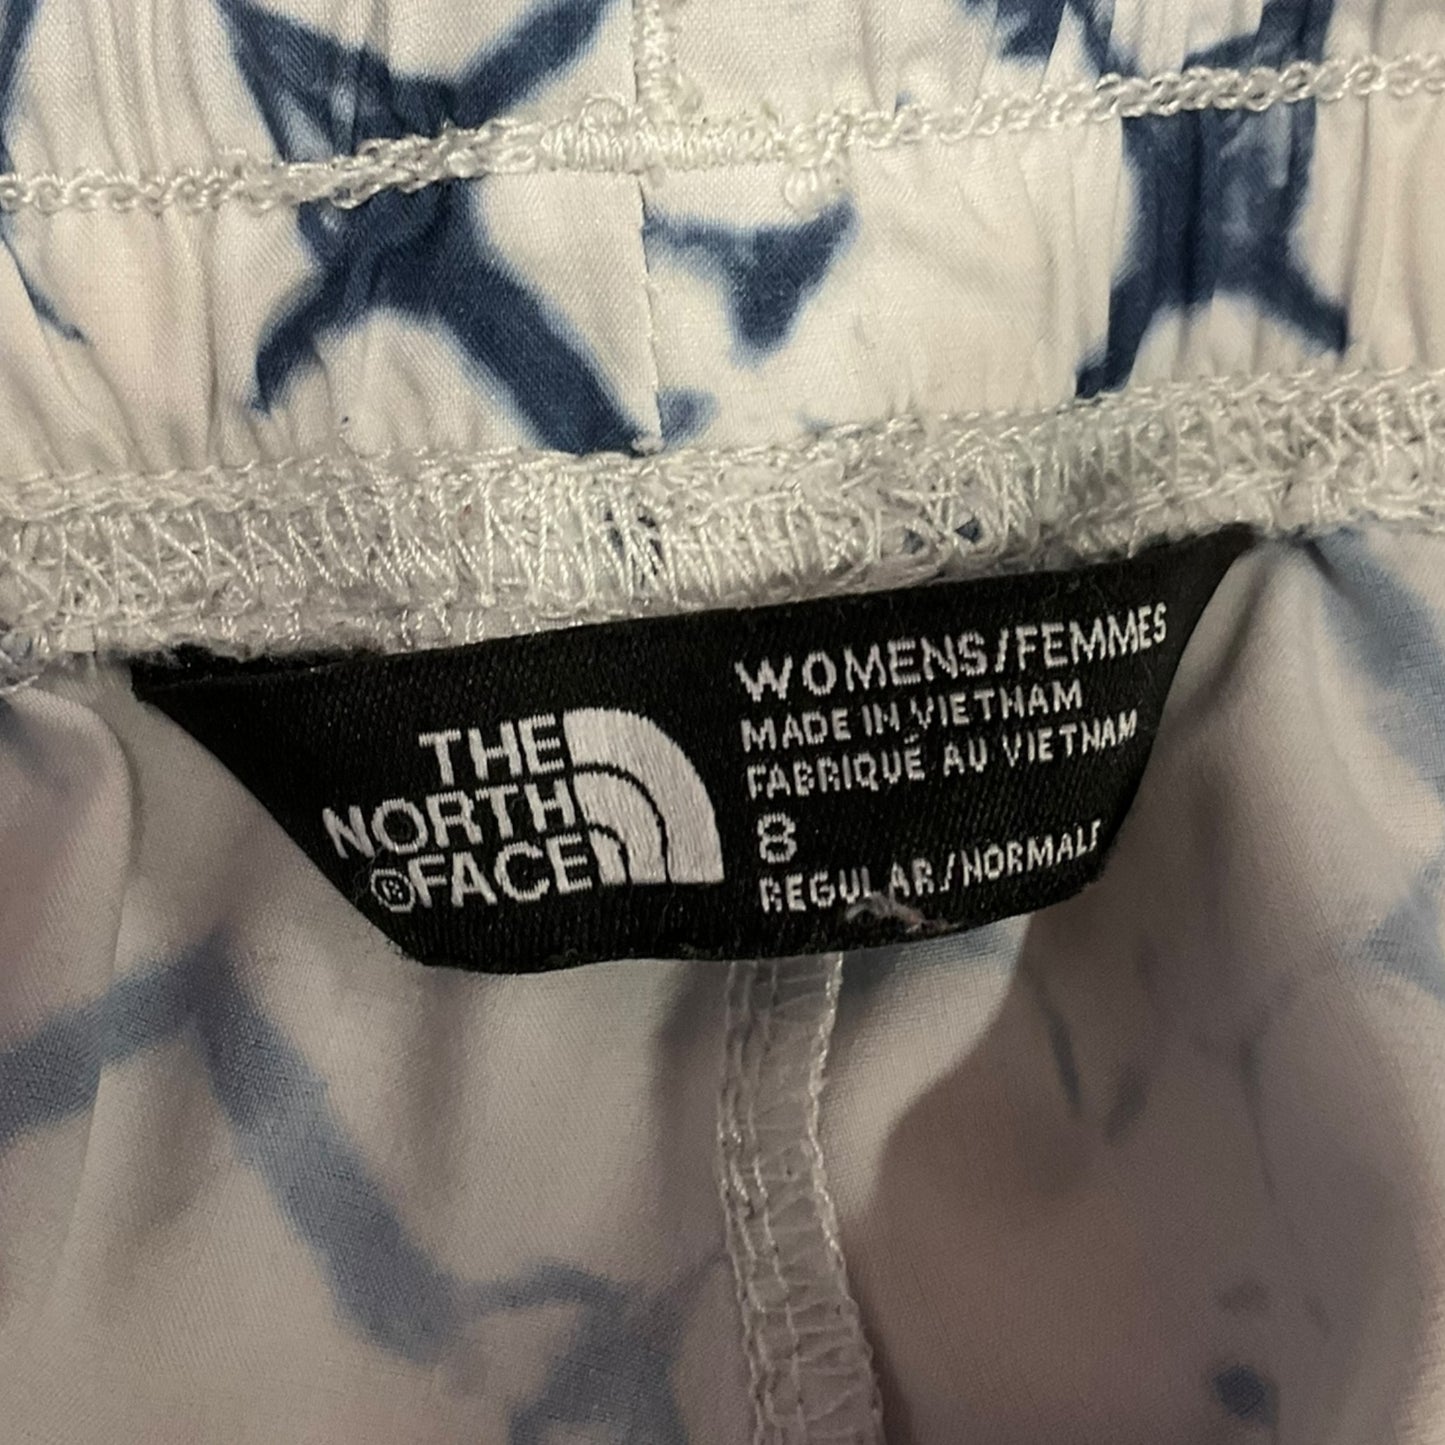 THE
NORTH
®FACE
WOMENS/FEMMES
MADE IN VIETNAM
FABRIQUÉ AU VIETNAM
8
REGULAR/NORMALE